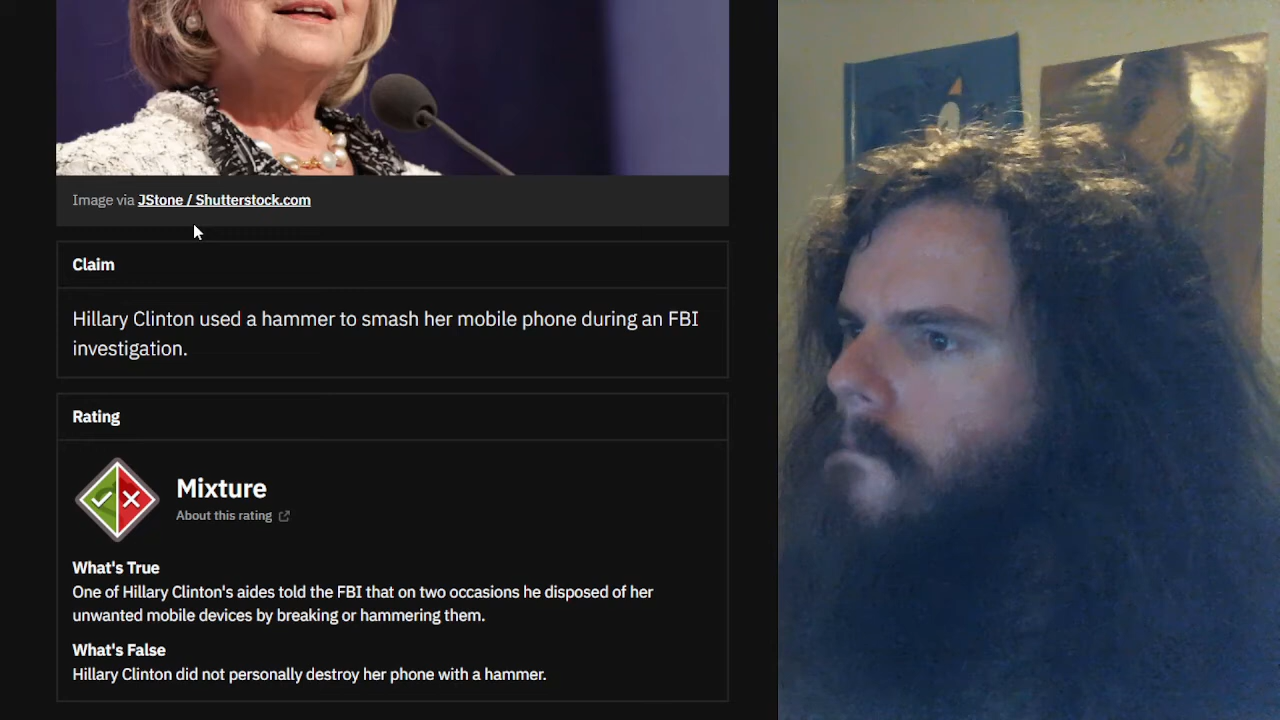 Image via JStone / Shutterstock.com
Claim
Hillary Clinton used a hammer to smash her mobile phone during an FBI
investigation.
Rating
Mixture
About this rating
What's True
One of Hillary Clinton's aides told the FBI that on two occasions he disposed of her
unwanted mobile devices by breaking or hammering them.
What's False
Hillary Clinton did not personally destroy her phone with a hammer.